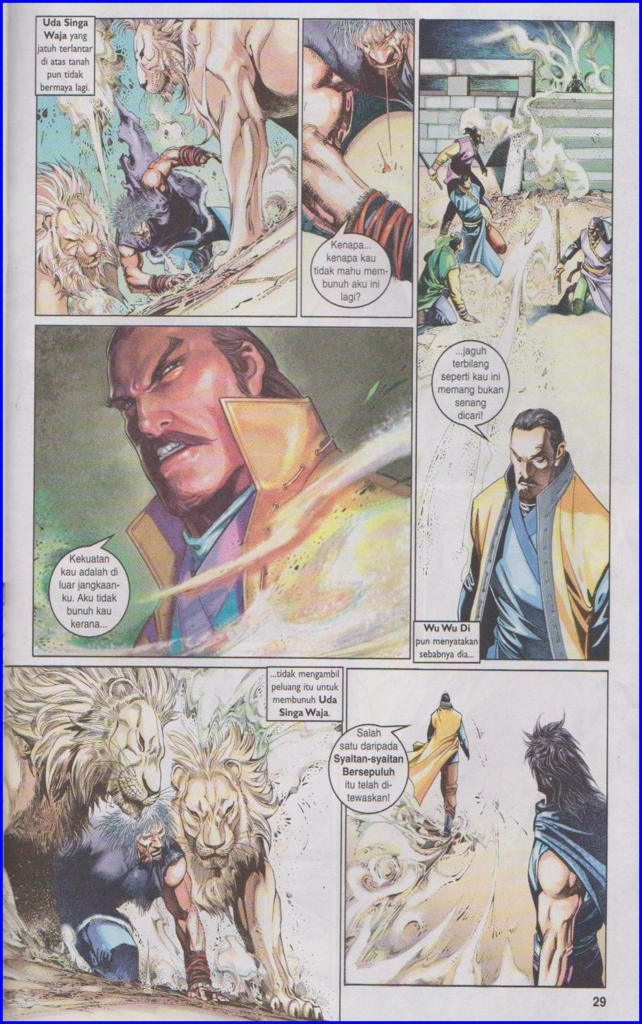 Uda Singa
Waja yang
jatuh terlantar
di atas tanah
pun tidak
bermaya lagi.
Kenapa...
kenapa kau
tidak mahu mem-
bunuh aku ini
lagi?
Kekuatan
kau adalah di
luar jangkaan-
ku. Aku tidak
bunuh kau
kerana...
...jaguh
terbilang
seperti kau ini
memang bukan
senang
dicari!
Wu Wu Di
pun menyatakan
sebabnya dia...
...tidak mengambil
peluang itu untuk
membunuh Uda
Singa Waja.
Salah
satu daripada
Syaitan-syaitan
Bersepuluh
itu telah di-
tewaskan!
29